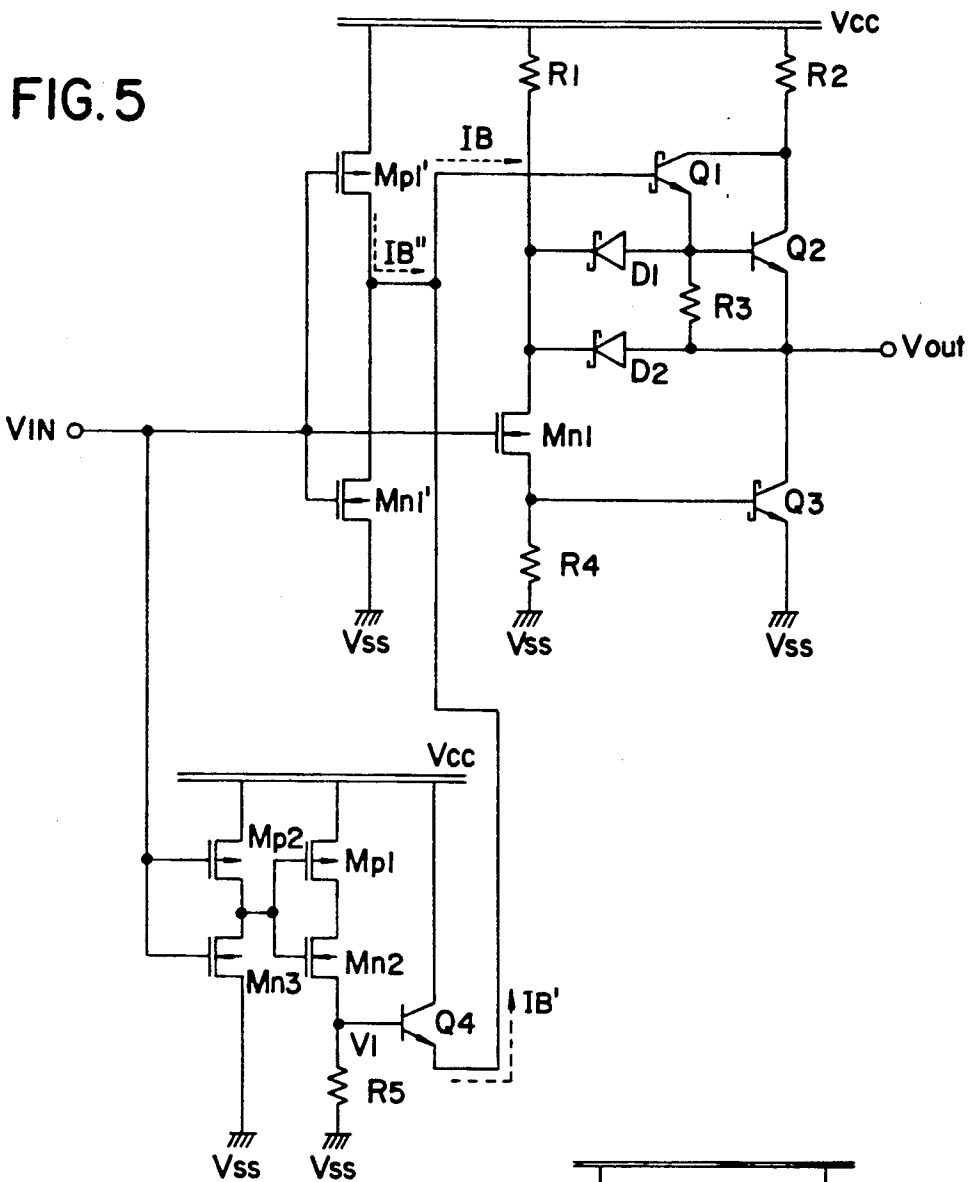 FIG. 5
Vcc
R1
R2
IB
Mp1'
Q1
IB"
Q2
D1
R3
D2
Vout
VIN
Mn1
Mn1'
Q3
R4
Vss
Vss
Vss
Vcc
Mp2
Mp1
Mn3
Mn2
IB'
V1
Q4
R5
Vss
Vss